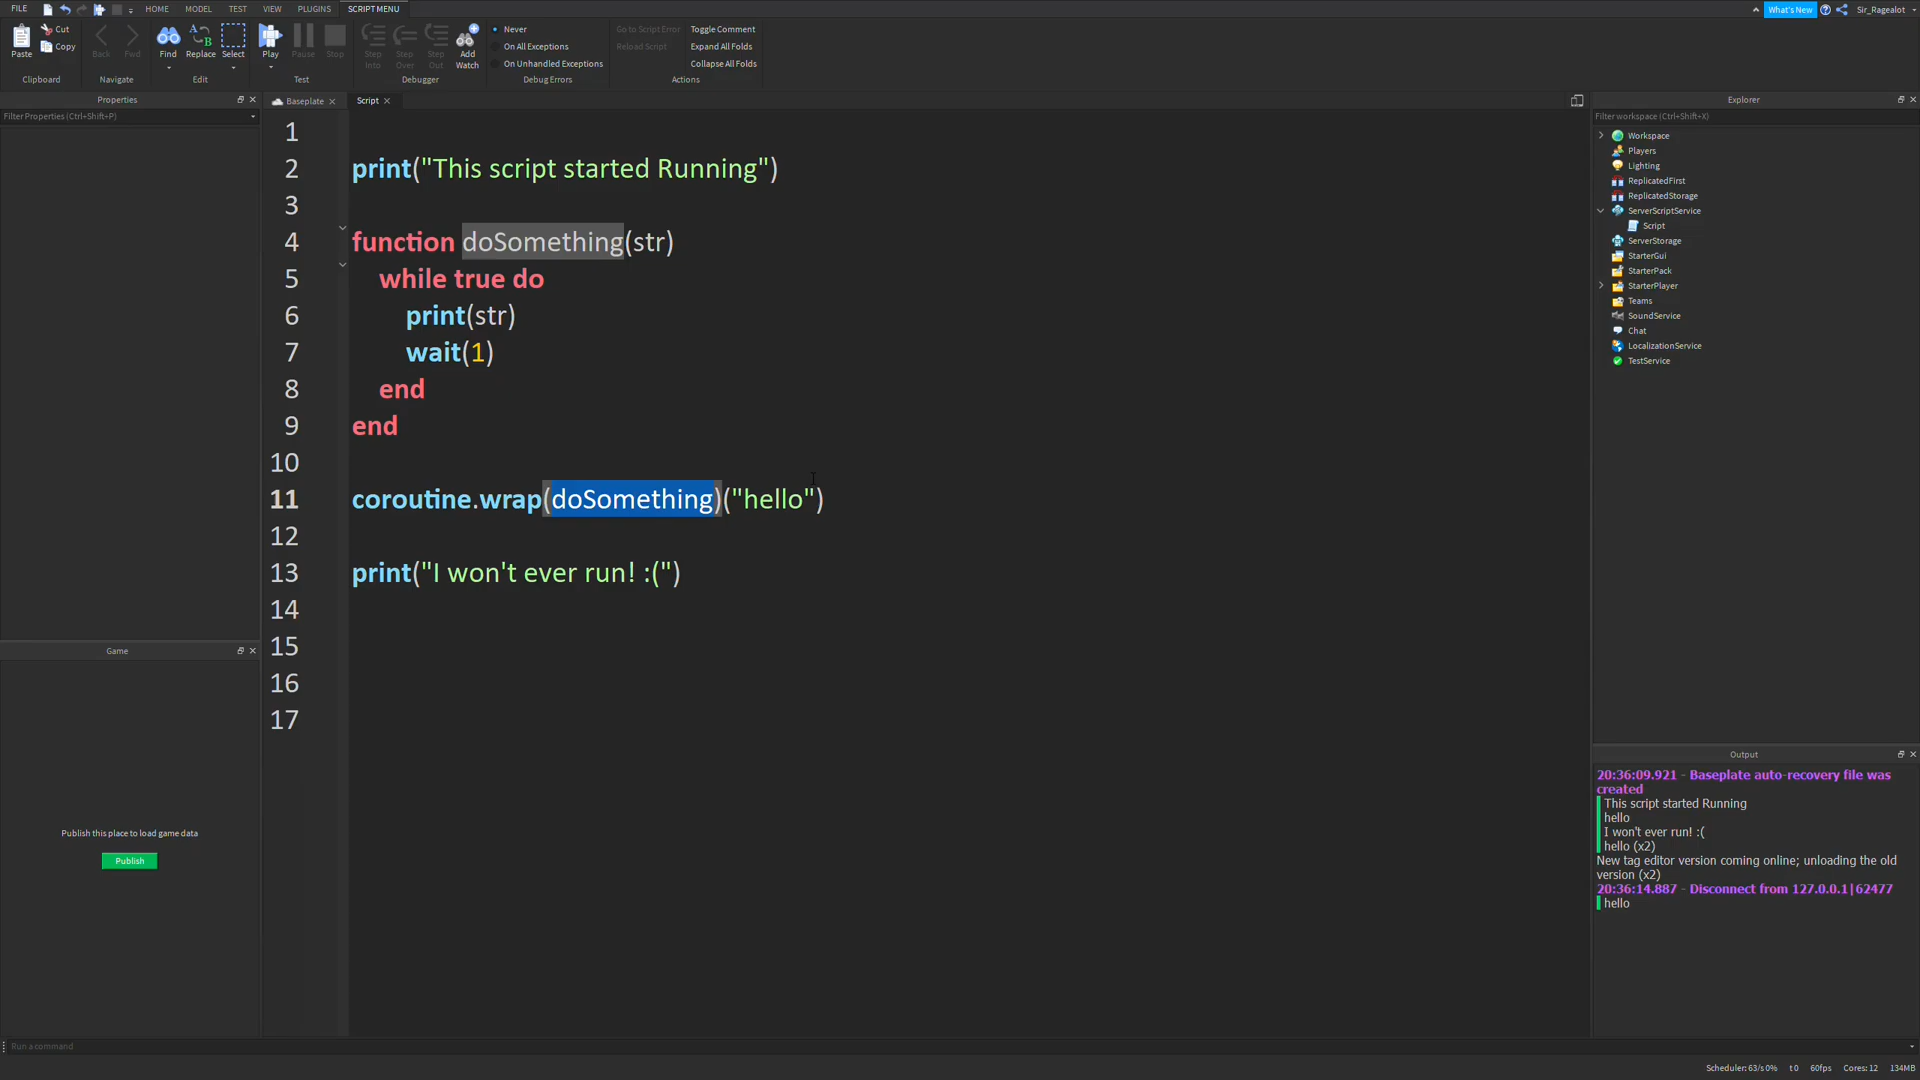 FILE HOME MODEL TEST VIEW PLUGINS SCRIPT MENU What's New Sir_Ragealot
Paste Cut Copy Back Fwd Find Replace Select Play Pause Stop Step Into Step Over Step Out Add Watch
Never
On All Exceptions
On Unhandled Exceptions
Go to Script Error
Reload Script
Toggle Comment
Expand All Folds
Collapse All Folds
Clipboard Navigate Edit Test Debugger Debug Errors Actions
Properties
Filter Properties (Ctrl+Shift+P)
Baseplate Script
1
2 print("This script started Running")
3
4 function doSomething(str)
5 while true do
6 print(str)
7 wait(1)
8 end
9 end
10
11 coroutine.wrap(doSomething)("hello")
12
13 print("I won't ever run! :(")
14
15
16
17
Game
Publish this place to load game data
Publish
Explorer
Filter workspace (Ctrl+Shift+X)
Workspace
Players
Lighting
ReplicatedFirst
ReplicatedStorage
ServerScriptService
Script
ServerStorage
StarterGui
StarterPack
StarterPlayer
Teams
SoundService
Chat
LocalizationService
TestService
Output
20:36:09.921 - Baseplate auto-recovery file was
created
This script started Running
hello
I won't ever run! :(
hello (x2)
New tag editor version coming online; unloading the old
version (x2)
20:36:14.887 - Disconnect from 127.0.0.1|62477
hello
Run a command
Scheduler: 63/s 0% t 0 60fps Cores: 12 134MB